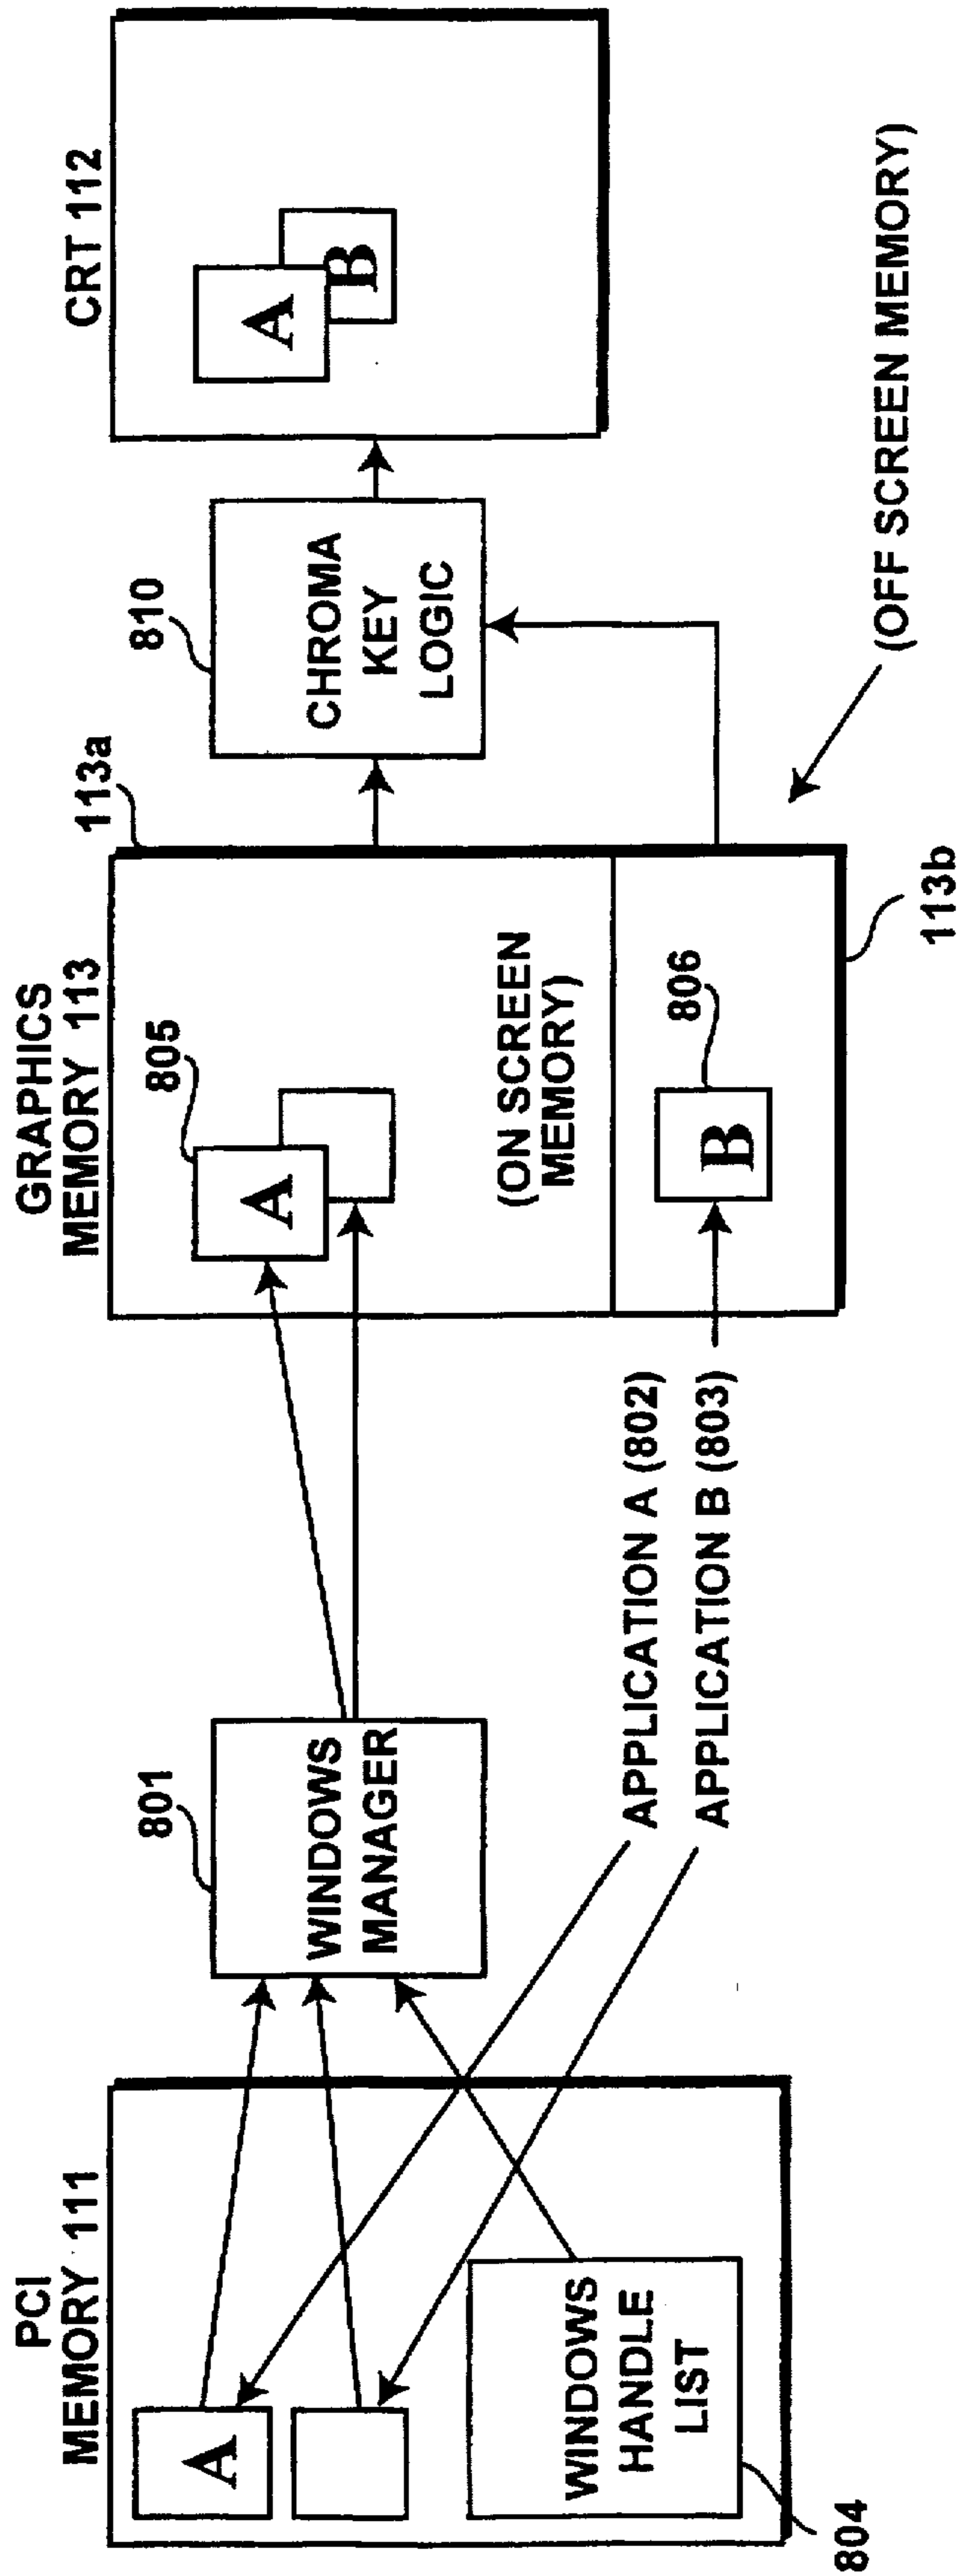 PCI
MEMORY 111
A
WINDOWS
HANDLE
LIST
804
801
WINDOWS
MANAGER
APPLICATION A (802)
APPLICATION B (803)
GRAPHICS
MEMORY 113
113a
805
A
(ON SCREEN
MEMORY)
B
806
113b
(OFF SCREEN MEMORY)
810
CHROMA
KEY
LOGIC
CRT 112
A
B